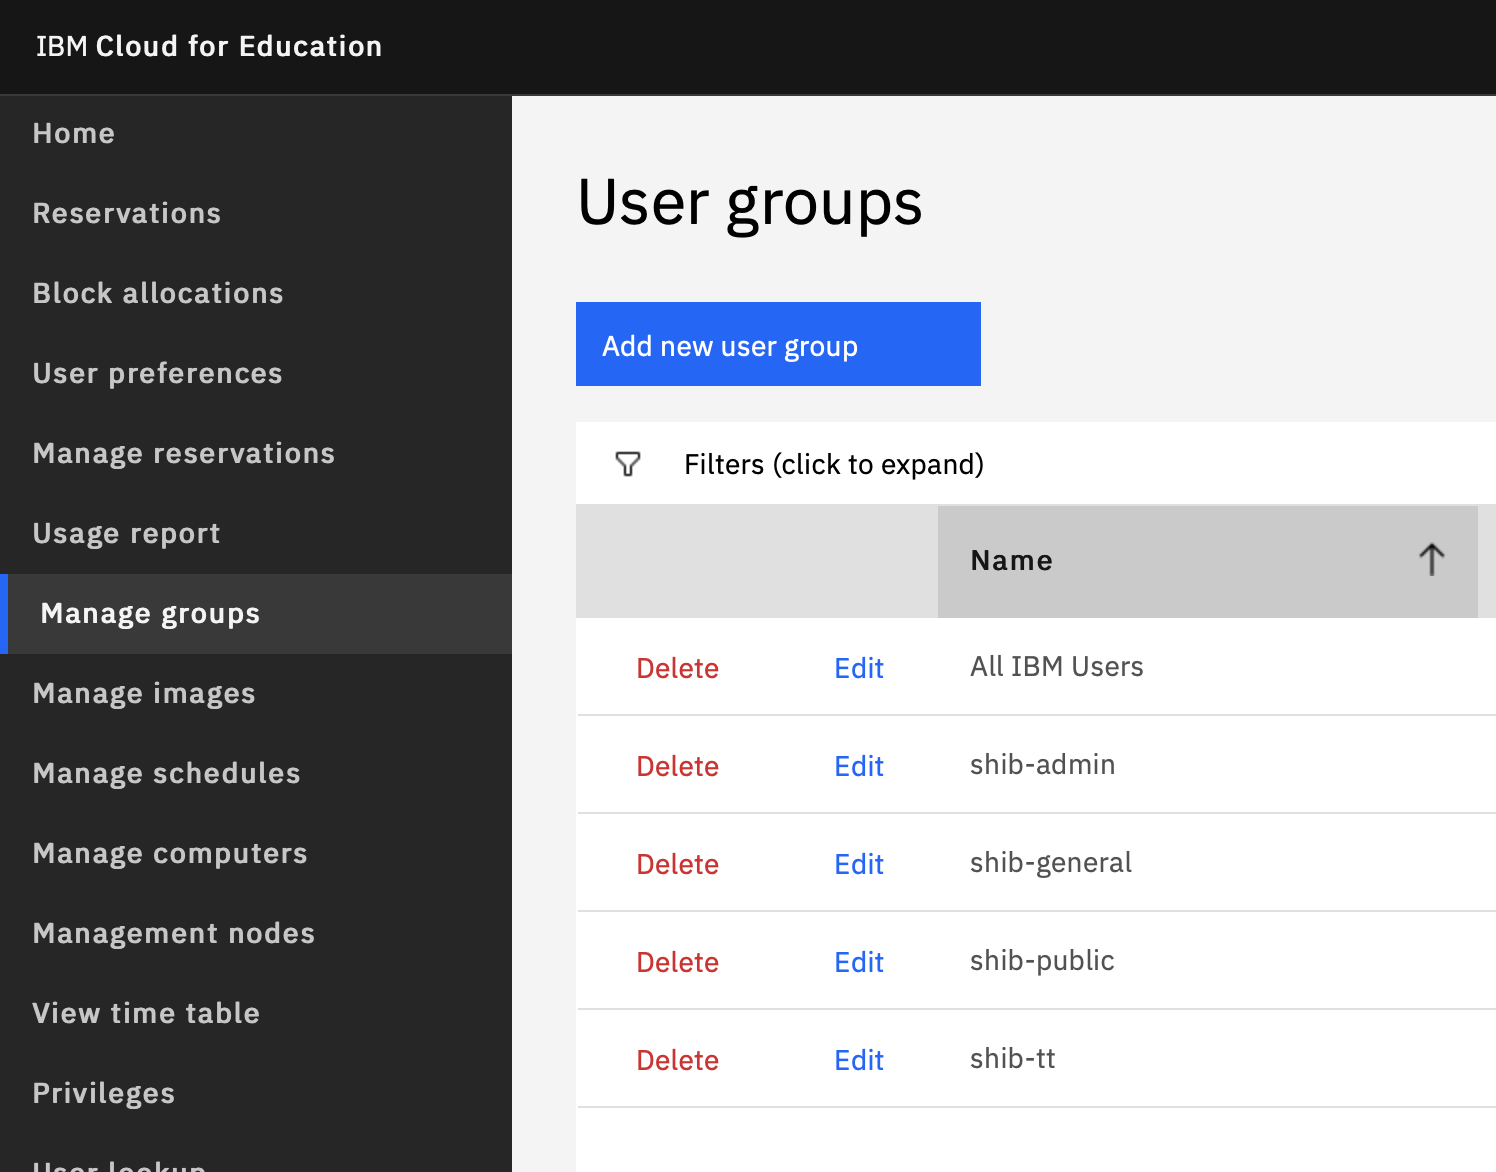 IBM Cloud for Education
Home
Reservations
Block allocations
User preferences
Manage reservations
Usage report
Manage groups
Manage images
Manage schedules
Manage computers
Management nodes
View time table
Privileges
User lookup
User groups
Add new user group
Filters (click to expand)
Name
Delete Edit All IBM Users
Delete Edit shib-admin
Delete Edit shib-general
Delete Edit shib-public
Delete Edit shib-tt